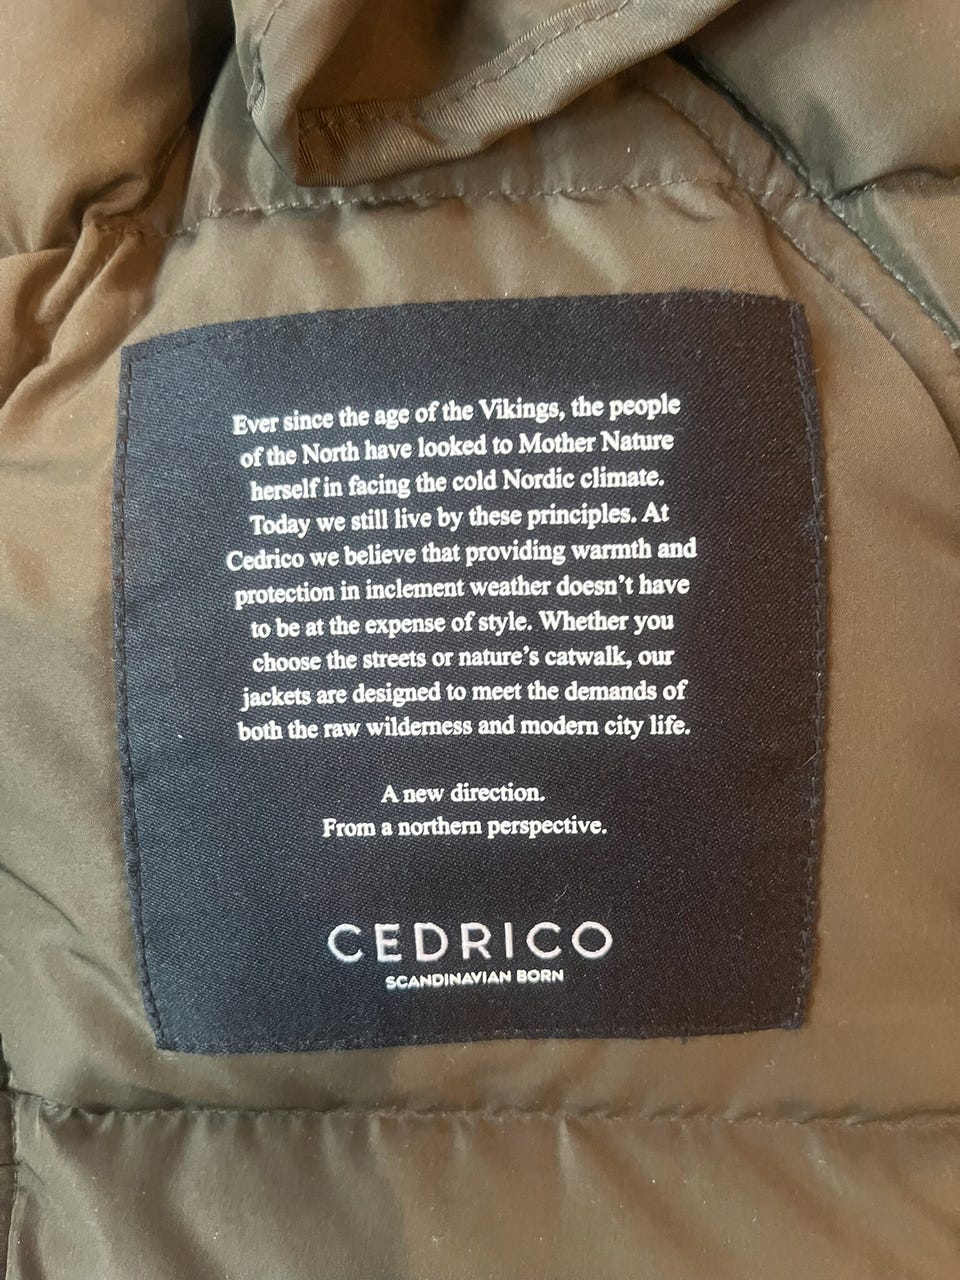 Ever since the age of the Vikings, the people
of the North have looked to Mother Nature
herself in facing the cold Nordic climate.
Today we still live by these principles. At
Cedrico we believe that providing warmth and
protection in inclement weather doesn’t have
to be at the expense of style. Whether you
choose the streets or nature’s catwalk, our
jackets are designed to meet the demands of
both the raw wilderness and modern city life.
A new direction.
From a northern perspective.
CEDRICO
SCANDINAVIAN BORN